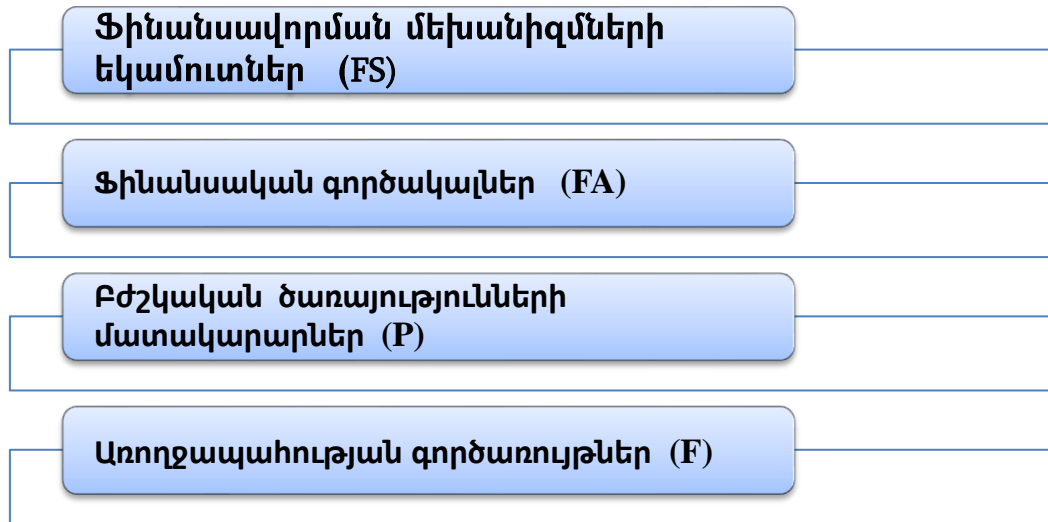 Ֆինանսավորման մեխանիզմների
եկամուտներ (FS)
Ֆինանսական գործակալներ (FA)
Բժշկական ծառայությունների
մատակարարներ (P)
Առողջապահության գործառույթներ (F)